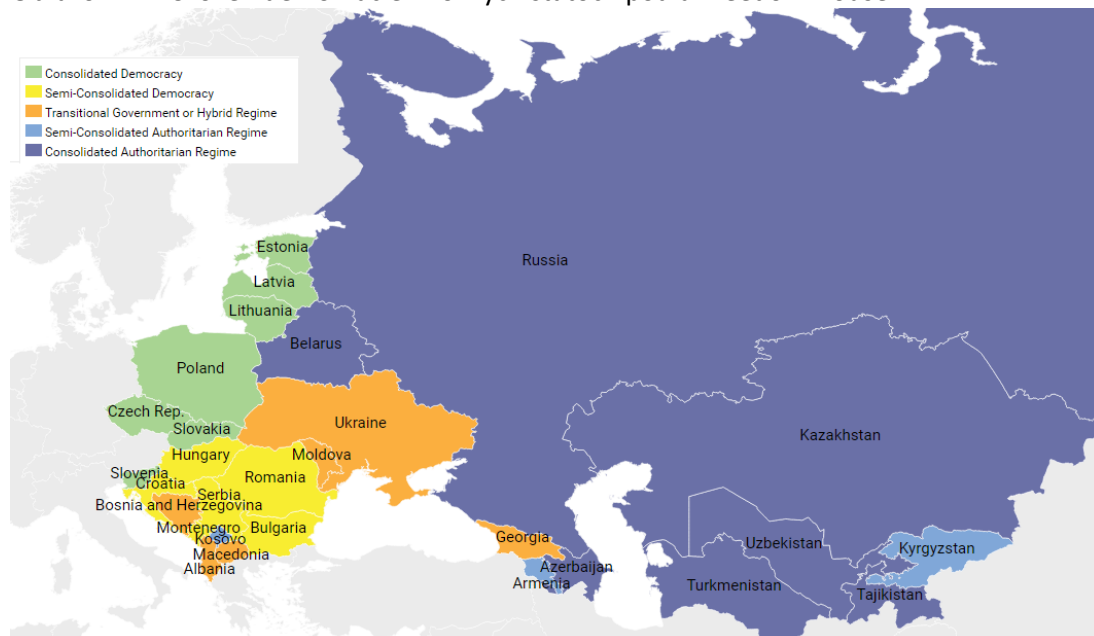 Consolidated Democracy
Semi-Consolidated Democracy
Transitional Government or Hybrid Regime
Semi-Consolidated Authoritarian Regime
Consolidated Authoritarian Regime
Estonia
Russia
Latvia
Lithuania
Belarus
Poland
Czech Rep.
Slovakia
Ukraine
Kazakhstan
Hungary
Moldova
Slovenia
Romania
Croatia
Serbia
Bosnia and Herzegovina
Montenegro
Bulgaria
Kosovo
Georgia
Uzbekistan
Kyrgyzstan
Macedonia
Albania
Azerbaijan
Armenia
Turkmenistan
Tajikistan